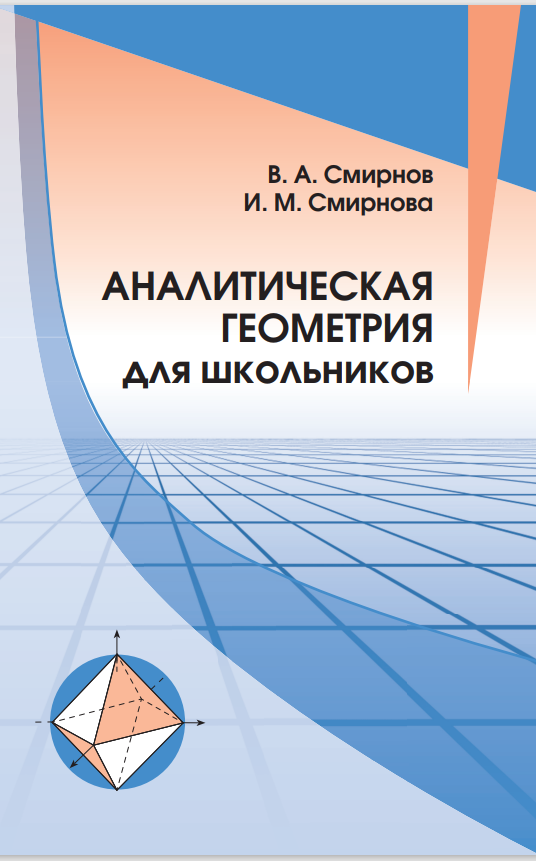 В. А. Смирнов
И. М. Смирнова
АНАЛИТИЧЕСКАЯ
ГЕОМЕТРИЯ
ДЛЯ ШКОЛЬНИКОВ